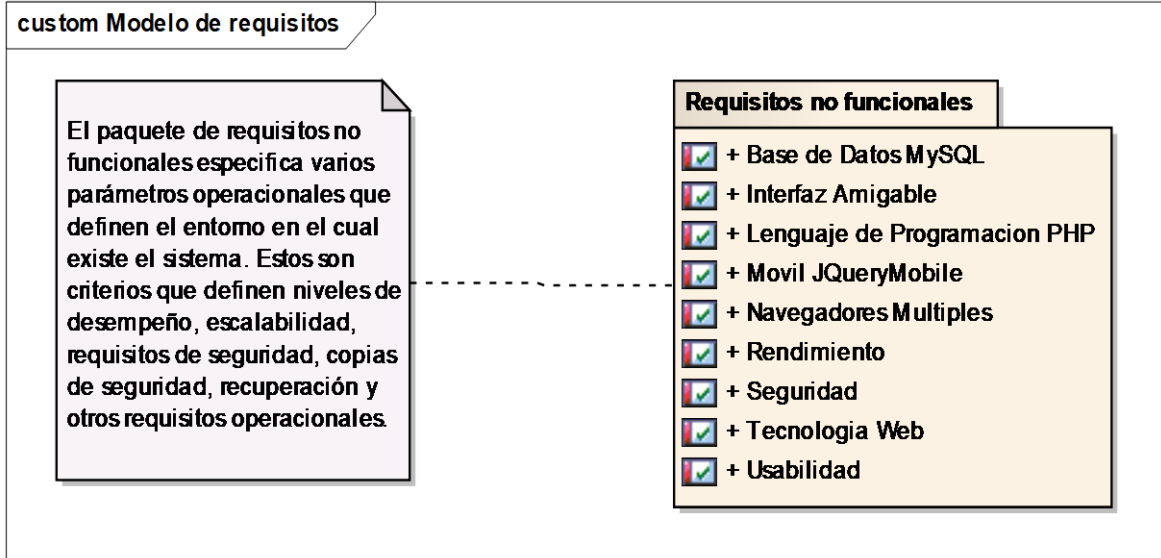 custom Modelo de requisitos
El paquete de requisitos no
funcionales especifica varios
parámetros operacionales que
definen el entorno en el cual
existe el sistema. Estos son
criterios que definen niveles de
desempeño, escalabilidad,
requisitos de seguridad, copias
de seguridad, recuperación y
otros requisitos operacionales.
Requisitos no funcionales
+ Base de Datos MySQL
+ Interfaz Amigable
+ Lenguaje de Programacion PHP
+ Movil JQueryMobile
+ Navegadores Multiples
+ Rendimiento
+ Seguridad
+ Tecnologia Web
+ Usabilidad